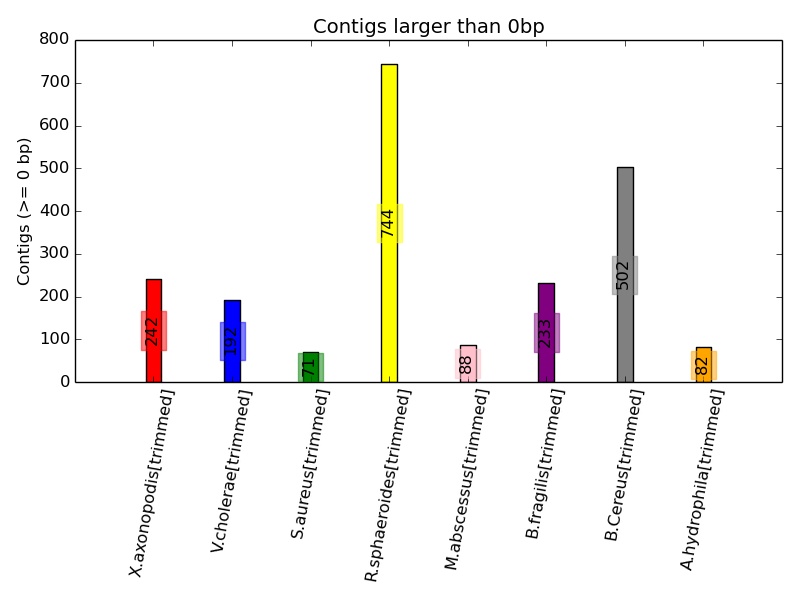 Contigs larger than 0bp
800
700
600
500
400
300
200
100
0
Contigs (>= 0 bp)
242
192
71
744
88
233
502
82
X.axonopodis[trimmed]
V.cholerae[trimmed]
S.aureus[trimmed]
R.sphaeroides[trimmed]
M.abscessus[trimmed]
B.fragilis[trimmed]
B.Cereus[trimmed]
A.hydrophila[trimmed]